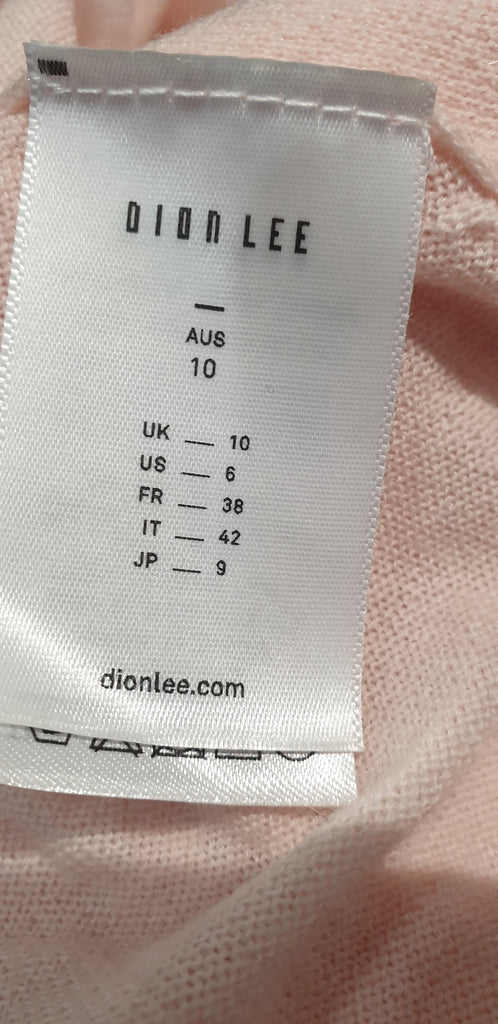 DION LEE
—
AUS
10
UK — 10
US — 6
FR — 38
IT — 42
JP — 9
dionlee.com